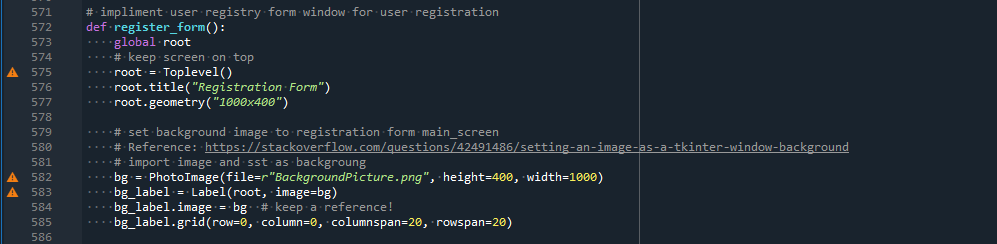 571 # impliment user registry form window for user registration
572 def register_form():
573 global root
574 # keep screen on top
575 root = Toplevel()
576 root.title("Registration Form")
577 root.geometry("1000x400")
578
579 # set background image to registration form main_screen
580 # Reference: https://stackoverflow.com/questions/42491486/setting-an-image-as-a-tkinter-window-background
581 # import image and sst as backgroung
582 bg = PhotoImage(file=r"BackgroundPicture.png", height=400, width=1000)
583 bg_label = Label(root, image=bg)
584 bg_label.image = bg # keep a reference!
585 bg_label.grid(row=0, column=0, columnspan=20, rowspan=20)
586